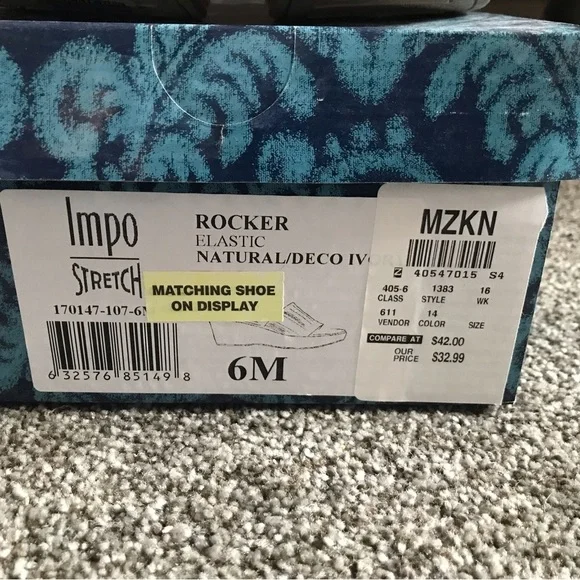 Impo
STRETCH
170147-107-6
6 32576 85149 8
ROCKER
ELASTIC
NATURAL/DECO IVORY
MATCHING SHOE
ON DISPLAY
6M
MZKN
Z 40547015 S4
405-6 1383 16
CLASS STYLE WK
611 14
VENDOR COLOR SIZE
COMPARE AT $42.00
OUR
PRICE $32.99